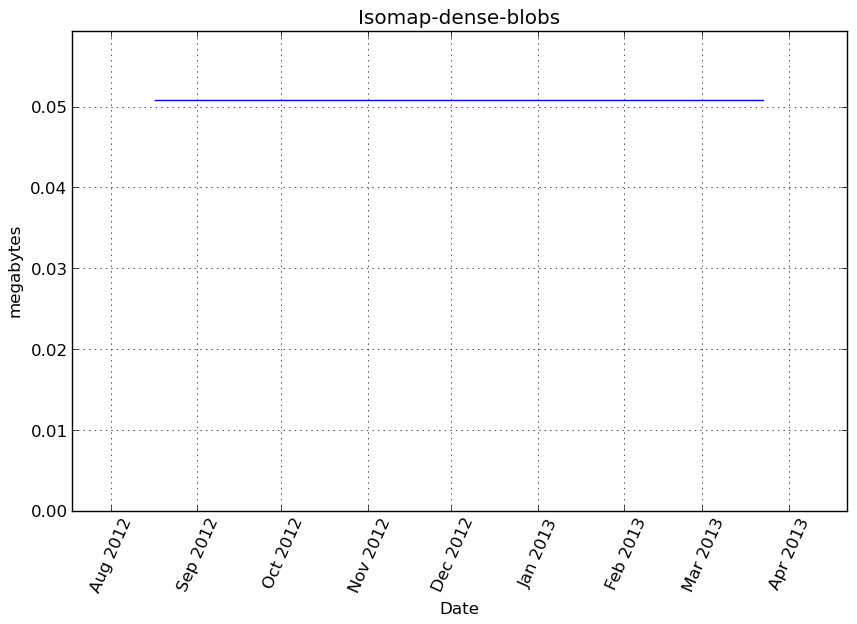 Isomap-dense-blobs
megabytes
0.05
0.04
0.03
0.02
0.01
0.00
Aug 2012
Sep 2012
Oct 2012
Nov 2012
Dec 2012
Jan 2013
Feb 2013
Mar 2013
Apr 2013
Date